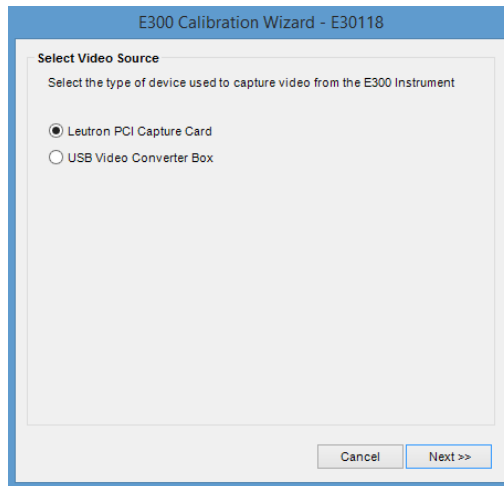 E300 Calibration Wizard - E30118
Select Video Source
Select the type of device used to capture video from the E300 Instrument
Leutron PCI Capture Card
USB Video Converter Box
Cancel
Next >>